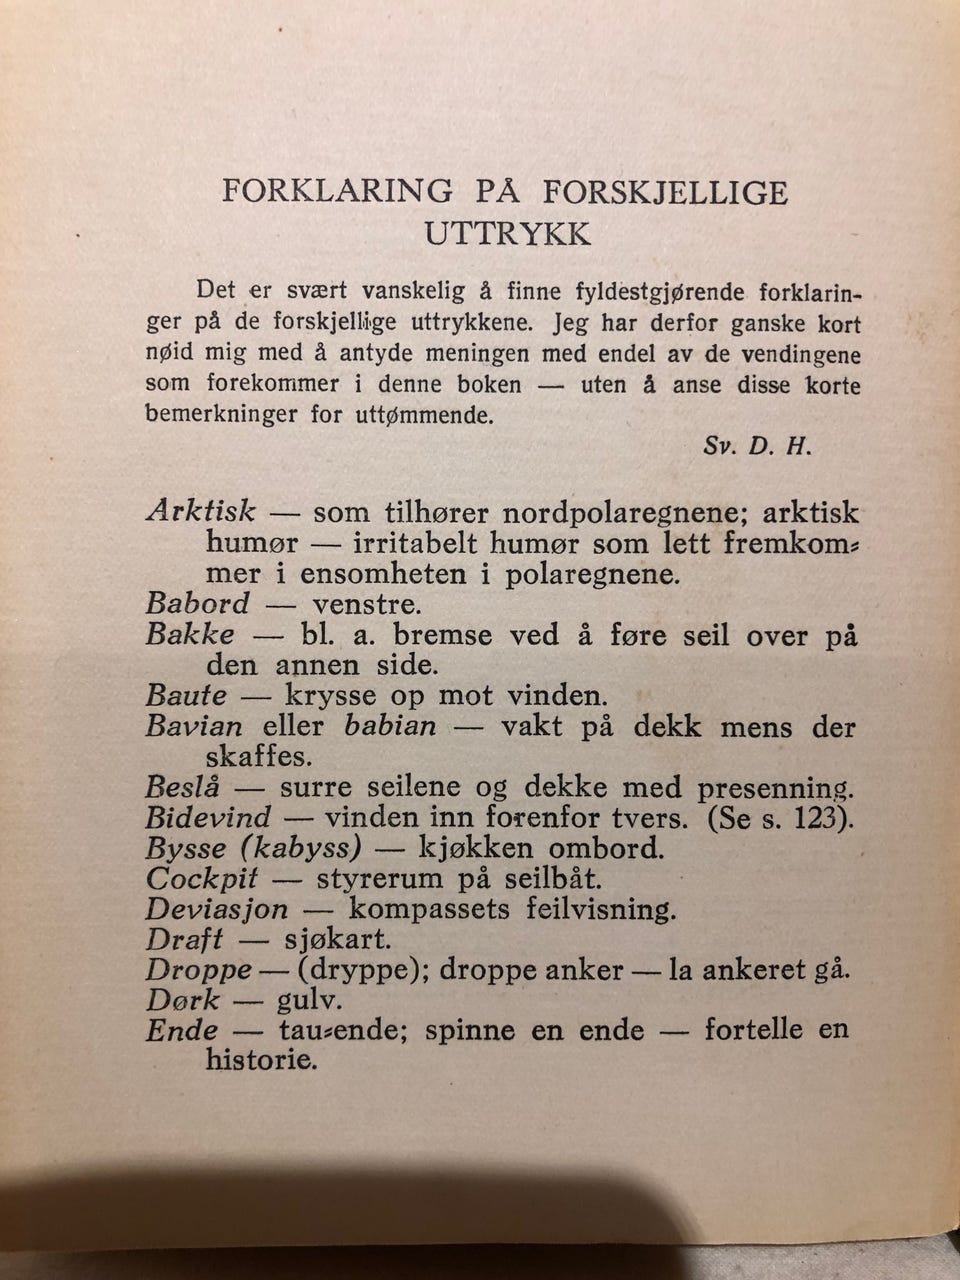 FORKLARING PÅ FORSKJELLIGE
UTTRYKK
Det er svært vanskelig å finne fyldestgjørende forklarin-
ger på de forskjellige uttrykkene. Jeg har derfor ganske kort
nøid mig med å antyde meningen med endel av de vendingene
som forekommer i denne boken — uten å anse disse korte
bemerkninger for uttømmende.
Sv. D. H.
Arktisk — som tilhører nordpolaregnene; arktisk
humør — irritabelt humør som lett fremkom-
mer i ensomheten i polaregnene.
Babord — venstre.
Bakke — bl. a. bremse ved å føre seil over på
den annen side.
Baute — krysse op mot vinden.
Bavian eller babian — vakt på dekk mens der
skaffes.
Beslå — surre seilene og dekke med presenning.
Bidevind — vinden inn forenfor tvers. (Se s. 123).
Bysse (kabyss) — kjøkken ombord.
Cockpit — styrerum på seilbåt.
Deviasjon — kompassets feilvisning.
Draft — sjøkart.
Droppe — (dryppe); droppe anker — la ankeret gå.
Dørk — gulv.
Ende — tau-ende; spinne en ende — fortelle en
historie.